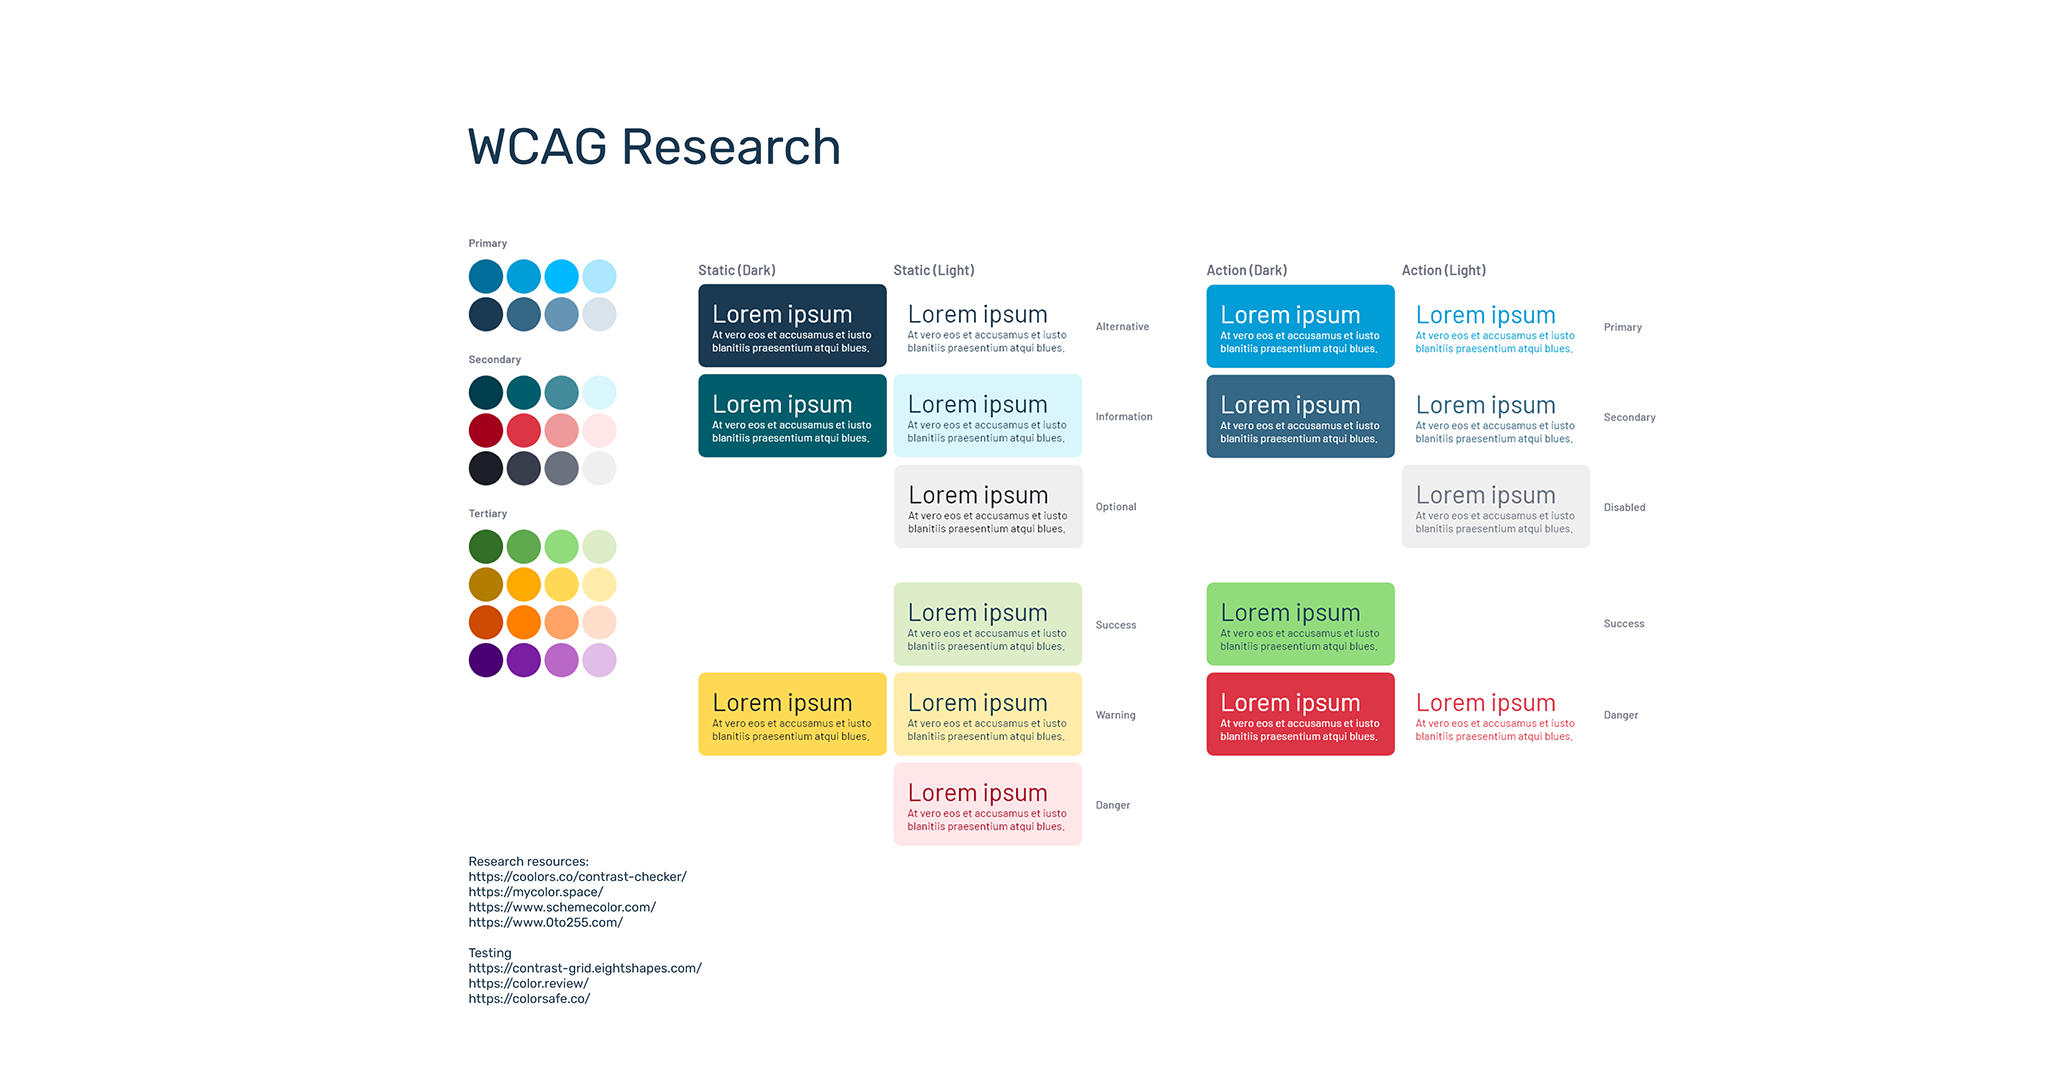 WCAG Research
Primary
Secondary
Tertiary
Static (Dark)
Static (Light)
Lorem ipsum
At vero eos et accusamus et iusto
blanitiis praesentium atqui blues.
Lorem ipsum
At vero eos et accusamus et iusto
blanitiis praesentium atqui blues.
Alternative
Lorem ipsum
At vero eos et accusamus et iusto
blanitiis praesentium atqui blues.
Lorem ipsum
At vero eos et accusamus et iusto
blanitiis praesentium atqui blues.
Information
Lorem ipsum
At vero eos et accusamus et iusto
blanitiis praesentium atqui blues.
Optional
Lorem ipsum
At vero eos et accusamus et iusto
blanitiis praesentium atqui blues.
Success
Lorem ipsum
At vero eos et accusamus et iusto
blanitiis praesentium atqui blues.
Lorem ipsum
At vero eos et accusamus et iusto
blanitiis praesentium atqui blues.
Warning
Lorem ipsum
At vero eos et accusamus et iusto
blanitiis praesentium atqui blues.
Danger
Action (Dark)
Action (Light)
Lorem ipsum
At vero eos et accusamus et iusto
blanitiis praesentium atqui blues.
Lorem ipsum
At vero eos et accusamus et iusto
blanitiis praesentium atqui blues.
Primary
Lorem ipsum
At vero eos et accusamus et iusto
blanitiis praesentium atqui blues.
Lorem ipsum
At vero eos et accusamus et iusto
blanitiis praesentium atqui blues.
Secondary
Lorem ipsum
At vero eos et accusamus et iusto
blanitiis praesentium atqui blues.
Disabled
Lorem ipsum
At vero eos et accusamus et iusto
blanitiis praesentium atqui blues.
Success
Lorem ipsum
At vero eos et accusamus et iusto
blanitiis praesentium atqui blues.
Lorem ipsum
At vero eos et accusamus et iusto
blanitiis praesentium atqui blues.
Danger
Research resources:
https://coolors.co/contrast-checker/
https://mycolor.space/
https://www.schemecolor.com/
https://www.0to255.com/
Testing
https://contrast-grid.eightshapes.com/
https://color.review/
https://colorsafe.co/